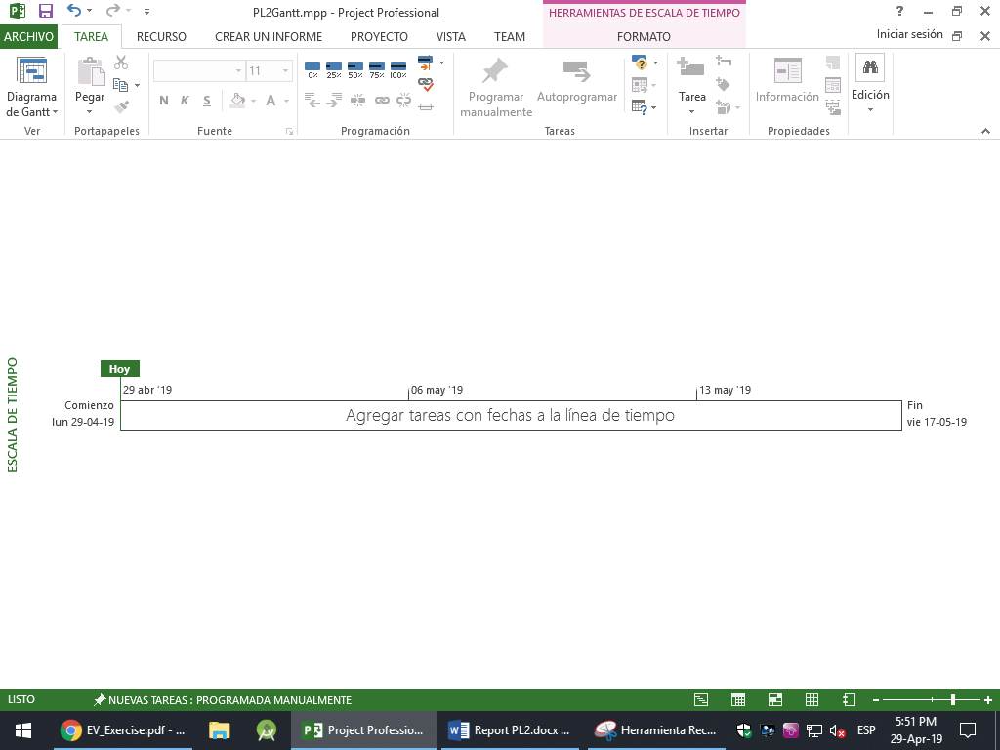 PL2Gantt.mpp - Project Professional
HERRAMIENTAS DE ESCALA DE TIEMPO
ARCHIVO TAREA RECURSO CREAR UN INFORME PROYECTO VISTA TEAM FORMATO Iniciar sesión
Diagrama de Gantt
Ver
Pegar
Portapapeles
11
N K S A
Fuente
0% 25% 50% 75% 100%
Programación
Programar manualmente
Autoprogramar
Tareas
Tarea
Insertar
Información
Propiedades
Edición
ESCALA DE TIEMPO
Hoy
29 abr '19 06 may '19 13 may '19
Comienzo
lun 29-04-19
Agregar tareas con fechas a la línea de tiempo
Fin
vie 17-05-19
LISTO NUEVAS TAREAS : PROGRAMADA MANUALMENTE
EV_Exercise.pdf - ... Project Professio... Report PL2.docx ... Herramienta Rec... ESP
5:51 PM
29-Apr-19